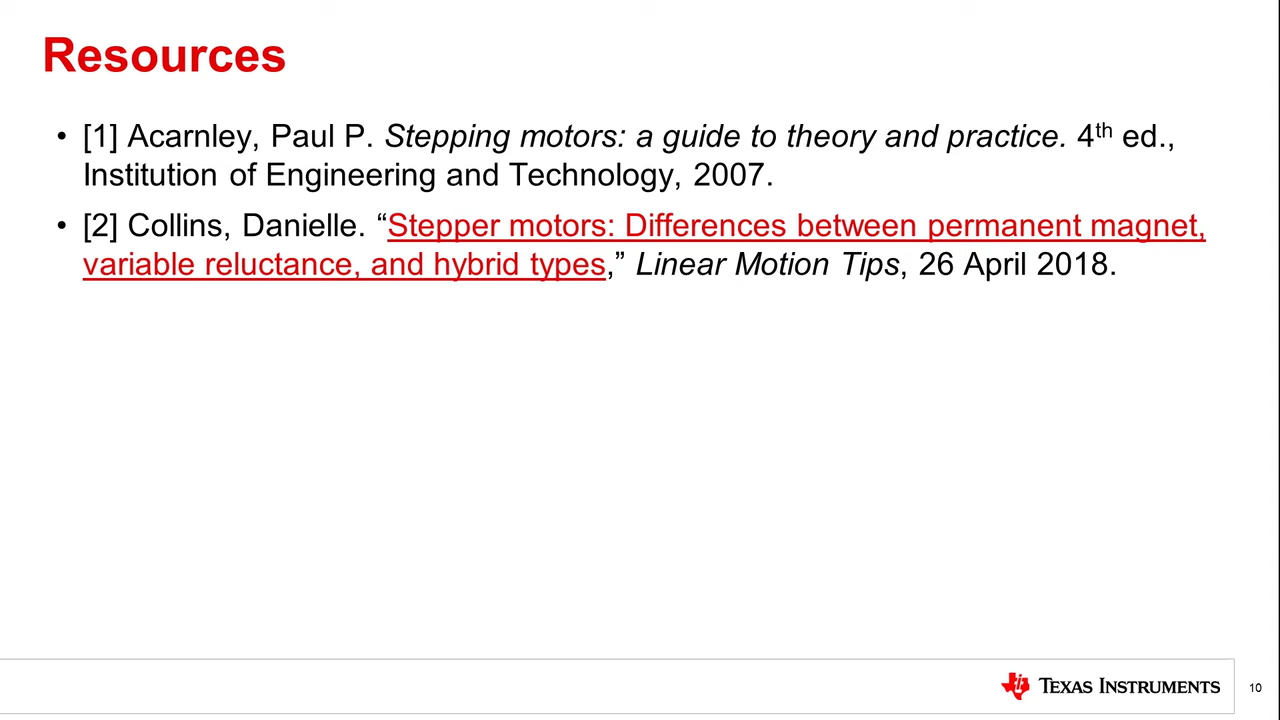 Resources
• [1] Acarnley, Paul P. Stepping motors: a guide to theory and practice. 4th ed.,
Institution of Engineering and Technology, 2007.
• [2] Collins, Danielle. “Stepper motors: Differences between permanent magnet,
variable reluctance, and hybrid types,” Linear Motion Tips, 26 April 2018.
TEXAS INSTRUMENTS
10